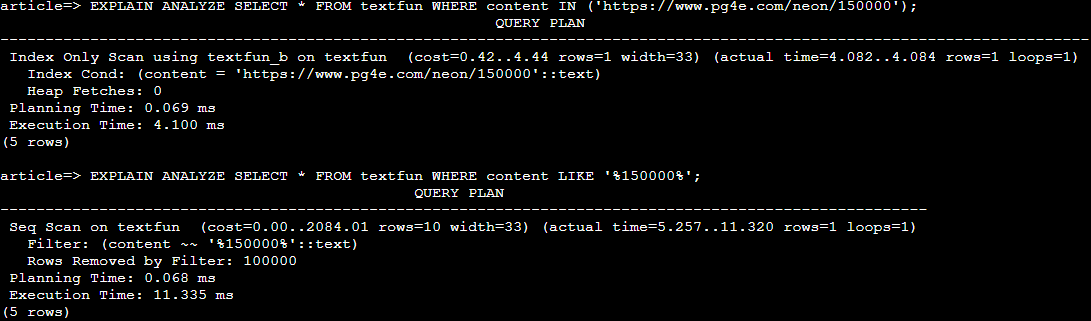 article=> EXPLAIN ANALYZE SELECT * FROM textfun WHERE content IN ('https://www.pg4e.com/neon/150000');
QUERY PLAN
-------------------------------------------------------------------------------------------------------------------------
Index Only Scan using textfun_b on textfun  (cost=0.42..4.44 rows=1 width=33) (actual time=4.082..4.084 rows=1 loops=1)
Index Cond: (content = 'https://www.pg4e.com/neon/150000'::text)
Heap Fetches: 0
Planning Time: 0.069 ms
Execution Time: 4.100 ms
(5 rows)
article=> EXPLAIN ANALYZE SELECT * FROM textfun WHERE content LIKE '%150000%';
QUERY PLAN
-------------------------------------------------------------------------------------------------------
Seq Scan on textfun  (cost=0.00..2084.01 rows=10 width=33) (actual time=5.257..11.320 rows=1 loops=1)
Filter: (content ~~ '%150000%'::text)
Rows Removed by Filter: 100000
Planning Time: 0.068 ms
Execution Time: 11.335 ms
(5 rows)